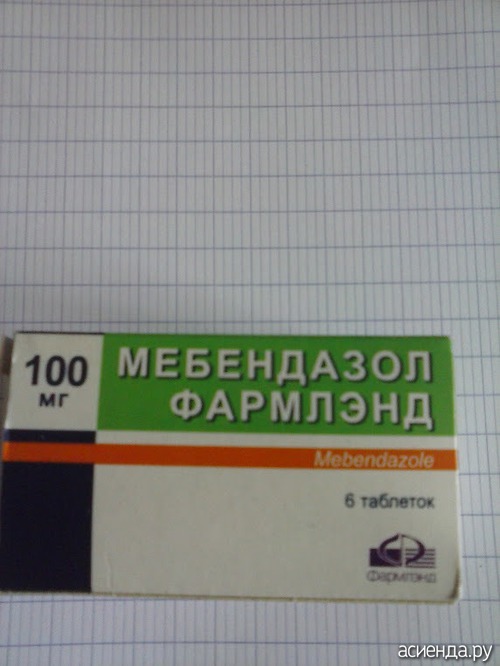 100
мг
МЕБЕНДАЗОЛ
ФАРМЛЭНД
Mebendazole
6 таблеток
Фармлэнд
асиенда.ру